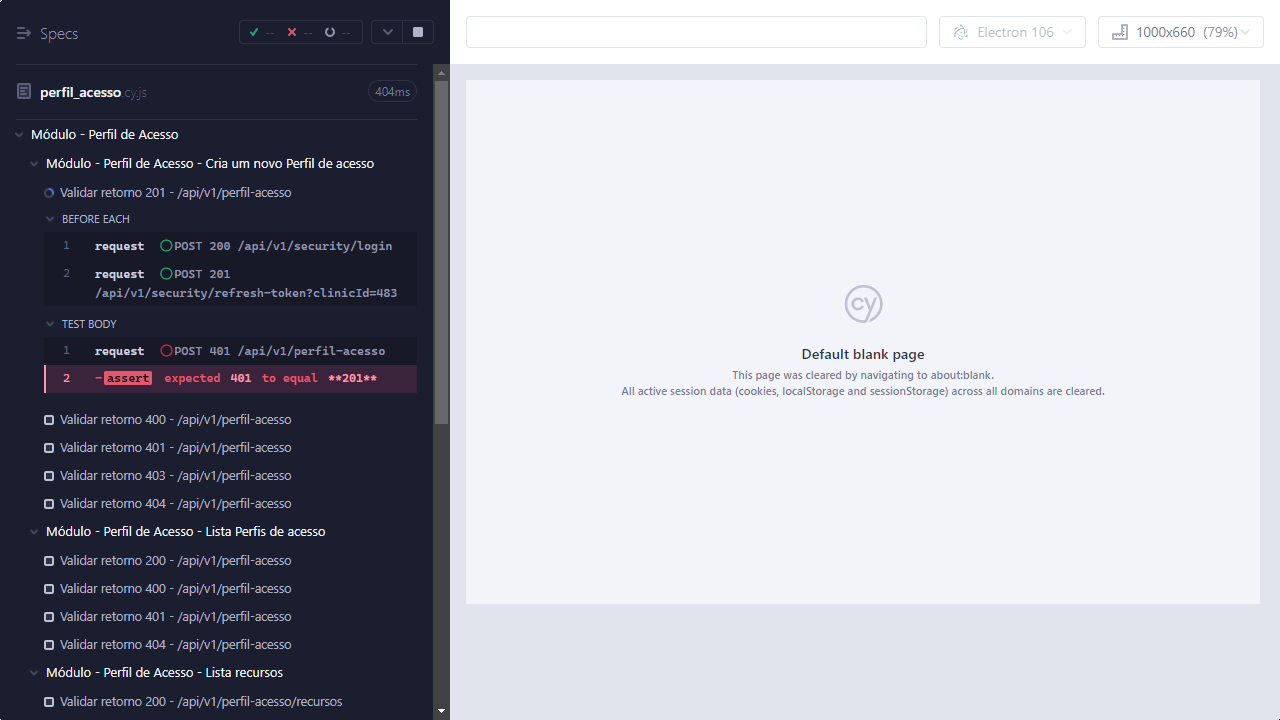 Specs
-- -- --
Electron 106
1000x660 (79%)
perfil_acesso.cy.js
404ms
Módulo - Perfil de Acesso
Módulo - Perfil de Acesso - Cria um novo Perfil de acesso
Validar retorno 201 - /api/v1/perfil-acesso
BEFORE EACH
1 request POST 200 /api/v1/security/login
2 request POST 201
/api/v1/security/refresh-token?clinicId=483
TEST BODY
1 request POST 401 /api/v1/perfil-acesso
2 -assert expected 401 to equal **201**
Validar retorno 400 - /api/v1/perfil-acesso
Validar retorno 401 - /api/v1/perfil-acesso
Validar retorno 403 - /api/v1/perfil-acesso
Validar retorno 404 - /api/v1/perfil-acesso
Módulo - Perfil de Acesso - Lista Perfis de acesso
Validar retorno 200 - /api/v1/perfil-acesso
Validar retorno 400 - /api/v1/perfil-acesso
Validar retorno 401 - /api/v1/perfil-acesso
Validar retorno 404 - /api/v1/perfil-acesso
Módulo - Perfil de Acesso - Lista recursos
Validar retorno 200 - /api/v1/perfil-acesso/recursos
cy
Default blank page
This page was cleared by navigating to about:blank.
All active session data (cookies, localStorage and sessionStorage) across all domains are cleared.